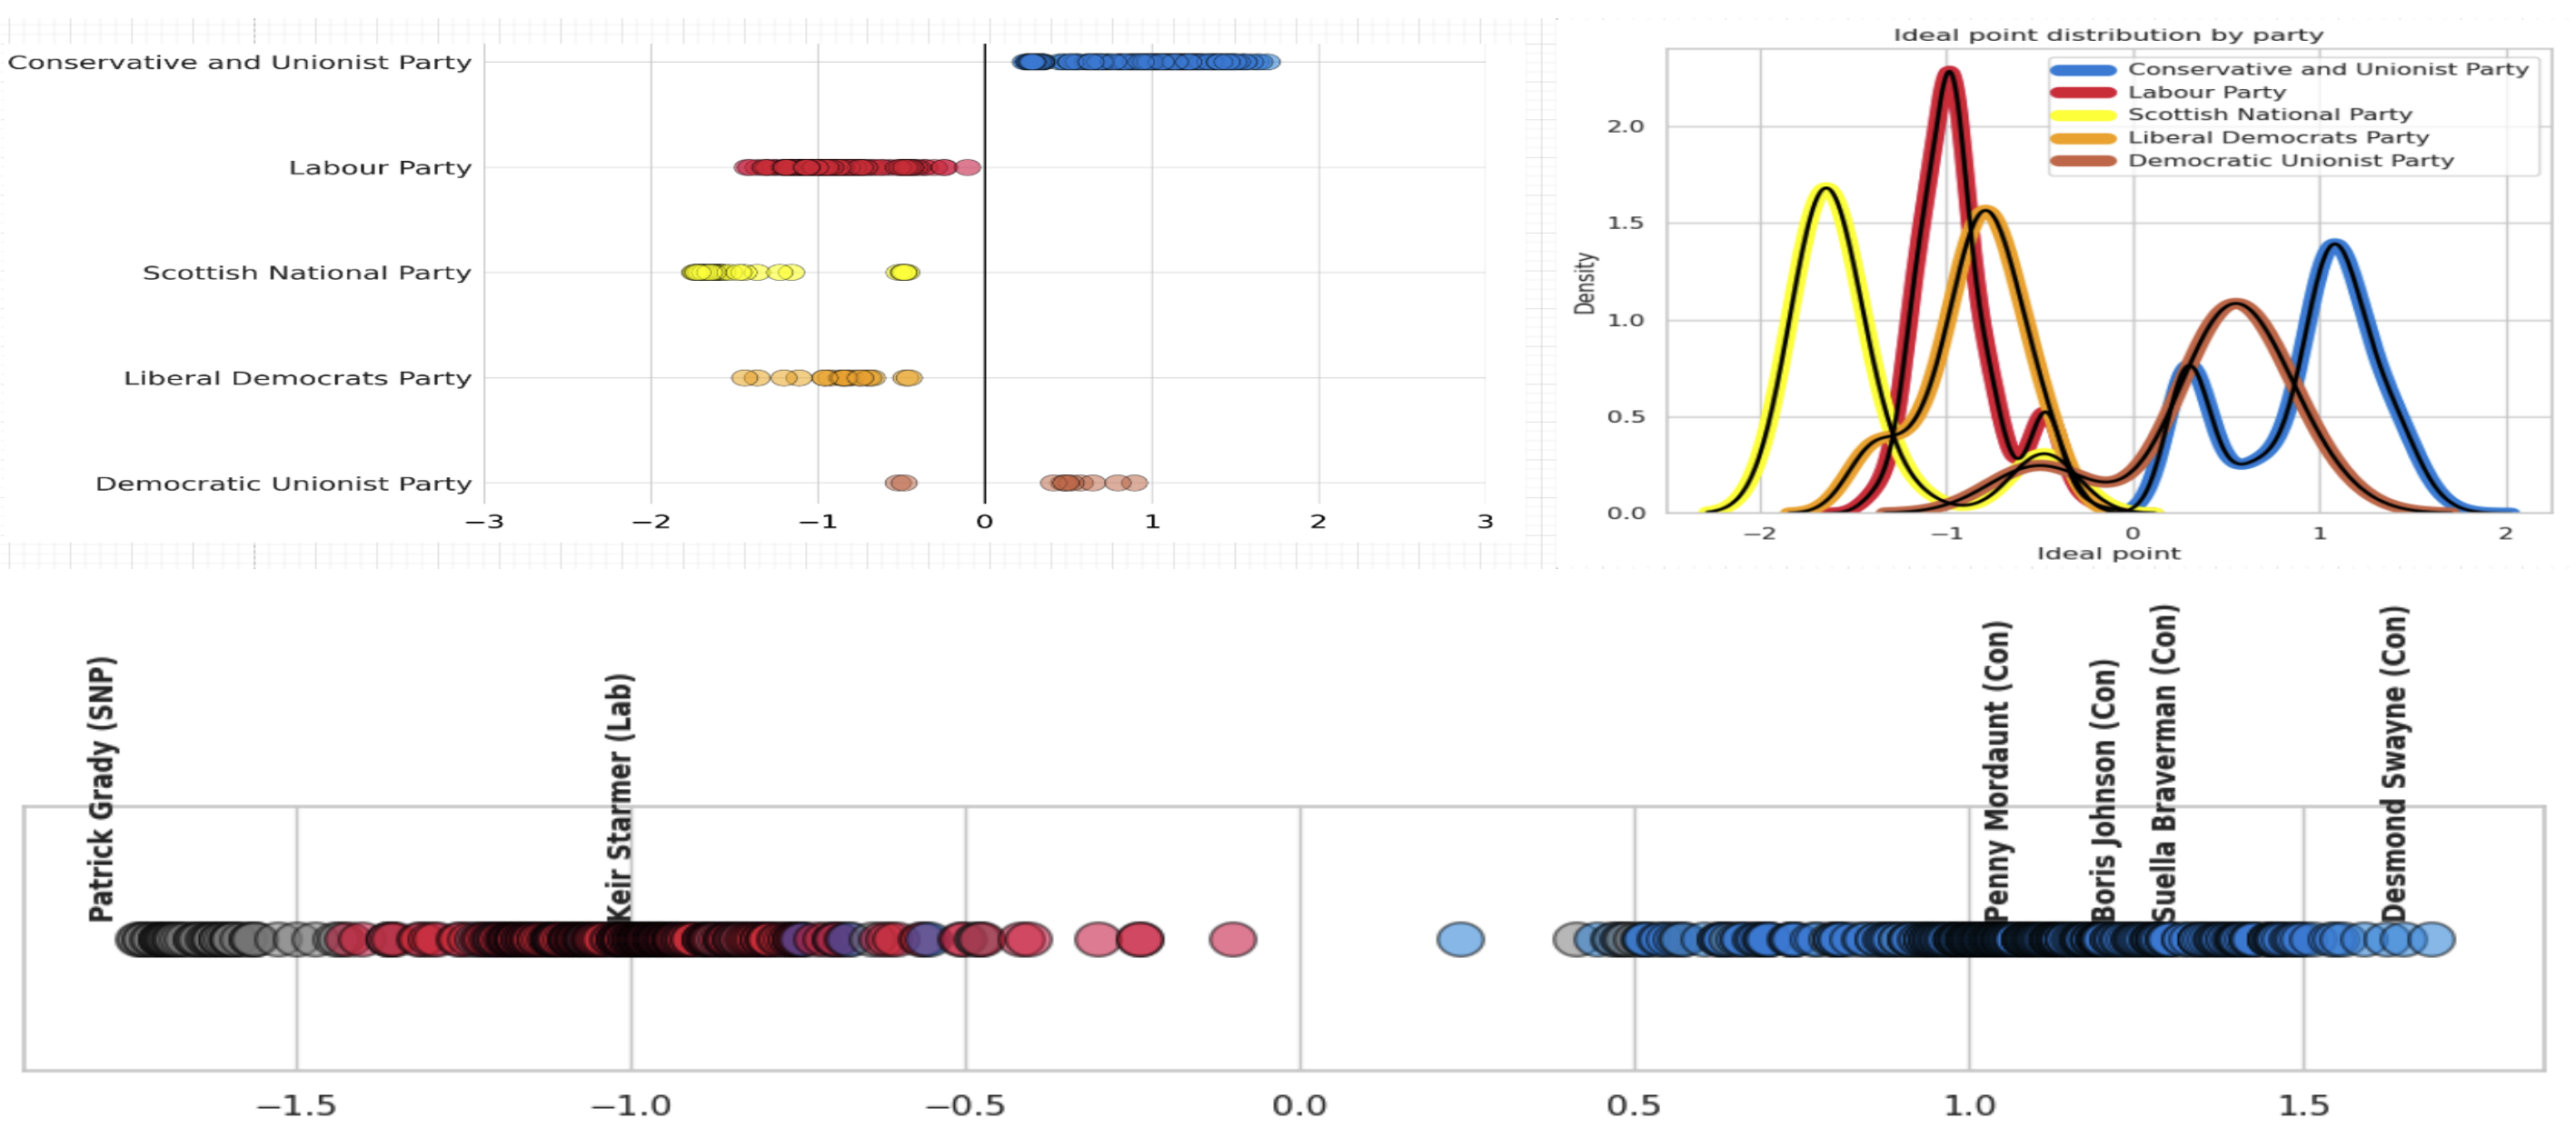 Conservative and Unionist Party
Labour Party
Scottish National Party
Liberal Democrats Party
Democratic Unionist Party
−3 −2 −1 0 1 2 3
Ideal point distribution by party
Conservative and Unionist Party
Labour Party
Scottish National Party
Liberal Democrats Party
Democratic Unionist Party
Density
2.0
1.5
1.0
0.5
0.0
−2 −1 0 1 2
Ideal point
Patrick Grady (SNP)
Keir Starmer (Lab)
Penny Mordaunt (Con)
Boris Johnson (Con)
Suella Braverman (Con)
Desmond Swayne (Con)
−1.5 −1.0 −0.5 0.0 0.5 1.0 1.5